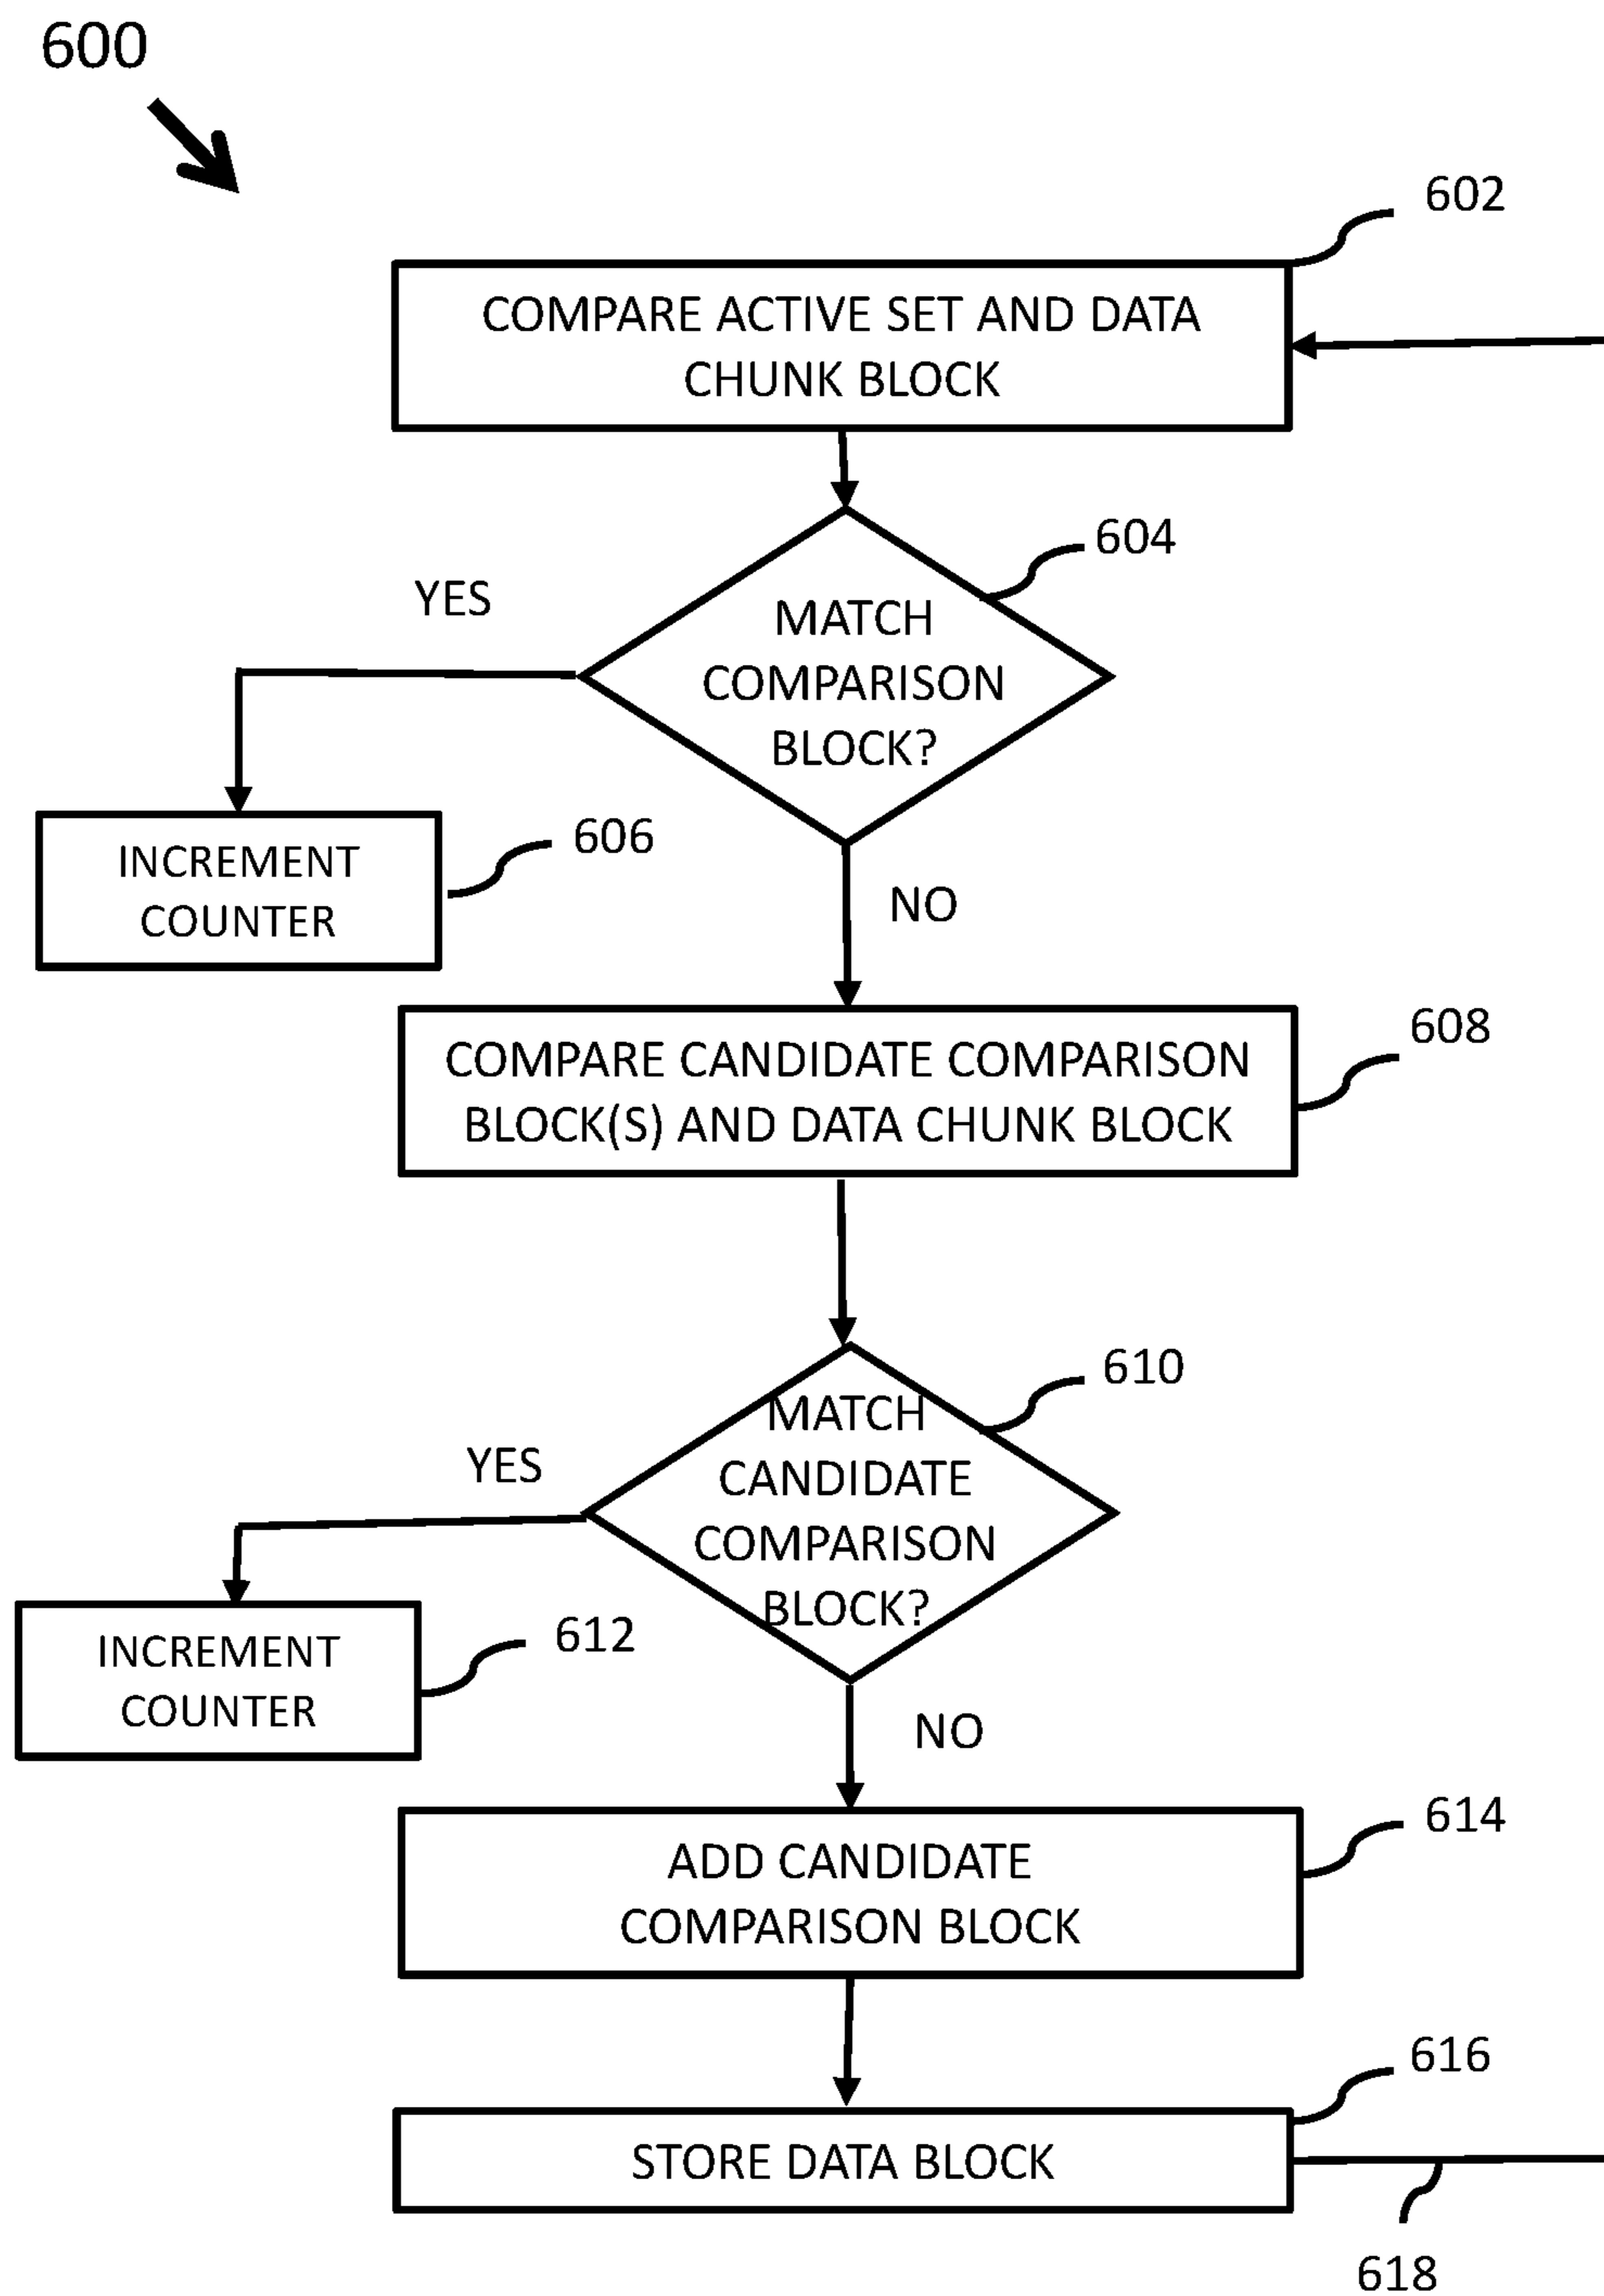 600
602
COMPARE ACTIVE SET AND DATA
CHUNK BLOCK
604
YES
MATCH
COMPARISON
BLOCK?
606
INCREMENT
COUNTER
NO
608
COMPARE CANDIDATE COMPARISON
BLOCK(S) AND DATA CHUNK BLOCK
610
MATCH
CANDIDATE
COMPARISON
BLOCK?
YES
612
INCREMENT
COUNTER
NO
614
ADD CANDIDATE
COMPARISON BLOCK
616
STORE DATA BLOCK
618